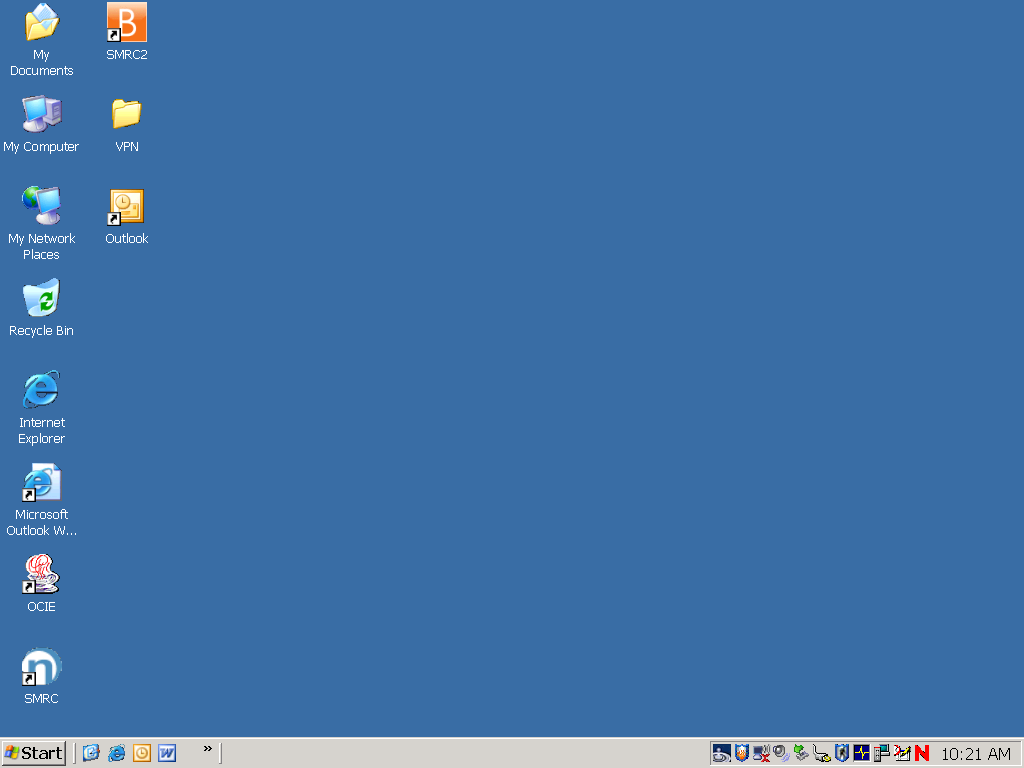 My
Documents
SMRC2
My Computer
VPN
My Network
Places
Outlook
Recycle Bin
Internet
Explorer
Microsoft
Outlook W...
OCIE
SMRC
Start
»
10:21 AM